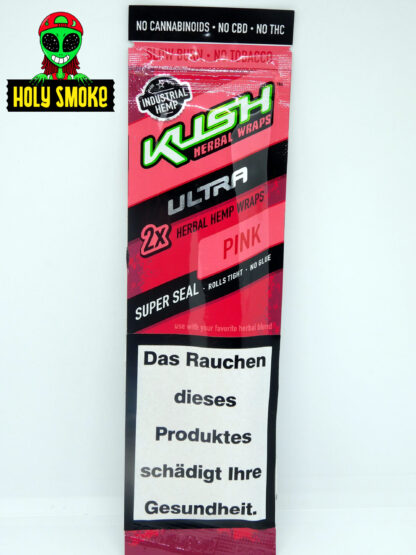 NO CANNABINOIDS • NO CBD • NO THC
SLOW BURN • NO TOBACCO
INDUSTRIAL
HEMP
KUSH™
HERBAL WRAPS
ULTRA
2x HERBAL HEMP WRAPS
PINK
SUPER SEAL - ROLLS TIGHT - NO GLUE
use with your favorite herbal blend
Das Rauchen
dieses
Produktes
schädigt Ihre
Gesundheit.
HOLY SMOKE